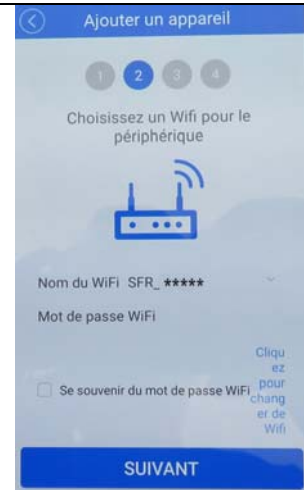 Ajouter un appareil
1 2 3 4
Choisissez un Wifi pour le
périphérique
Nom du WiFi SFR_*****
Mot de passe WiFi
Se souvenir du mot de passe WiFi
Cliqu
ez
pour
chang
er de
Wifi
SUIVANT